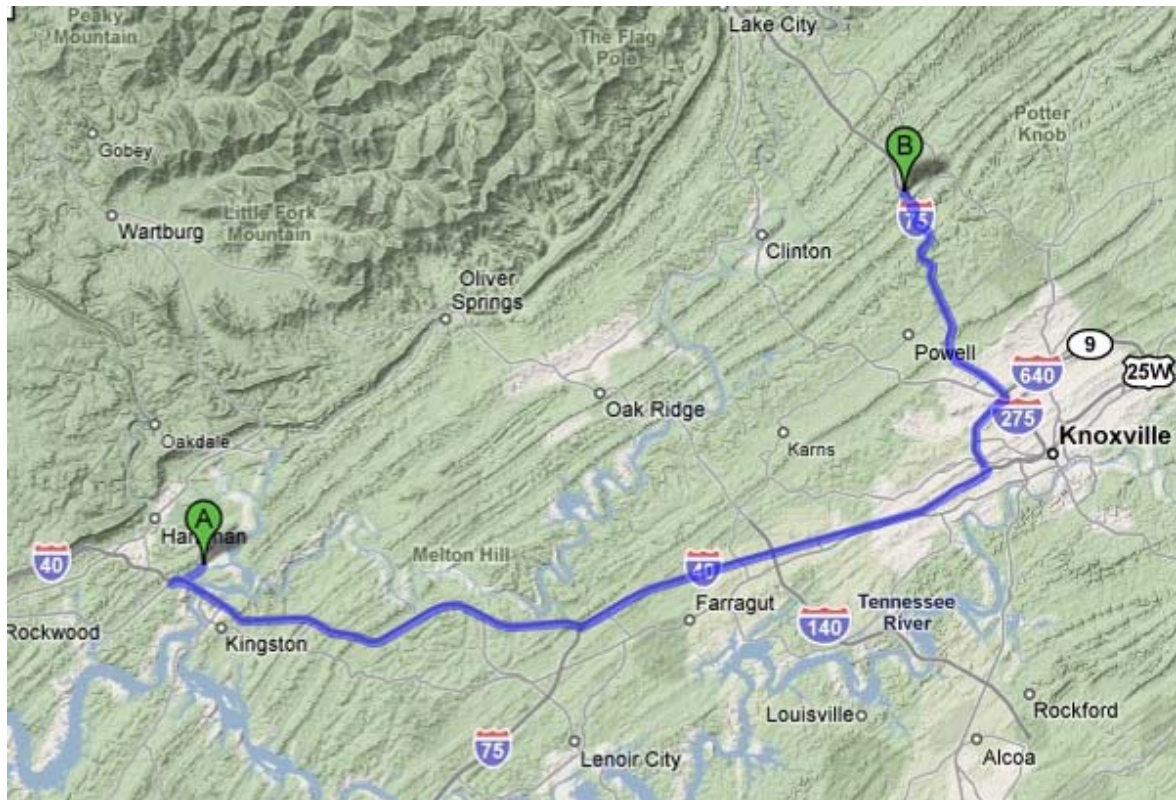 Peaky
Mountain
The Flag
Pole
Lake City
Potter
Knob
Gobey
B
75
Wartburg
Little Fork
Mountain
Clinton
Oliver
Springs
Powell
9
640
25W
Oak Ridge
275
Knoxville
Oakdale
Karns
A
40
Melton Hill
40
Farragut
Tennessee
River
140
Rockwood
Kingston
Rockford
Louisville
75
Lenoir City
Alcoa